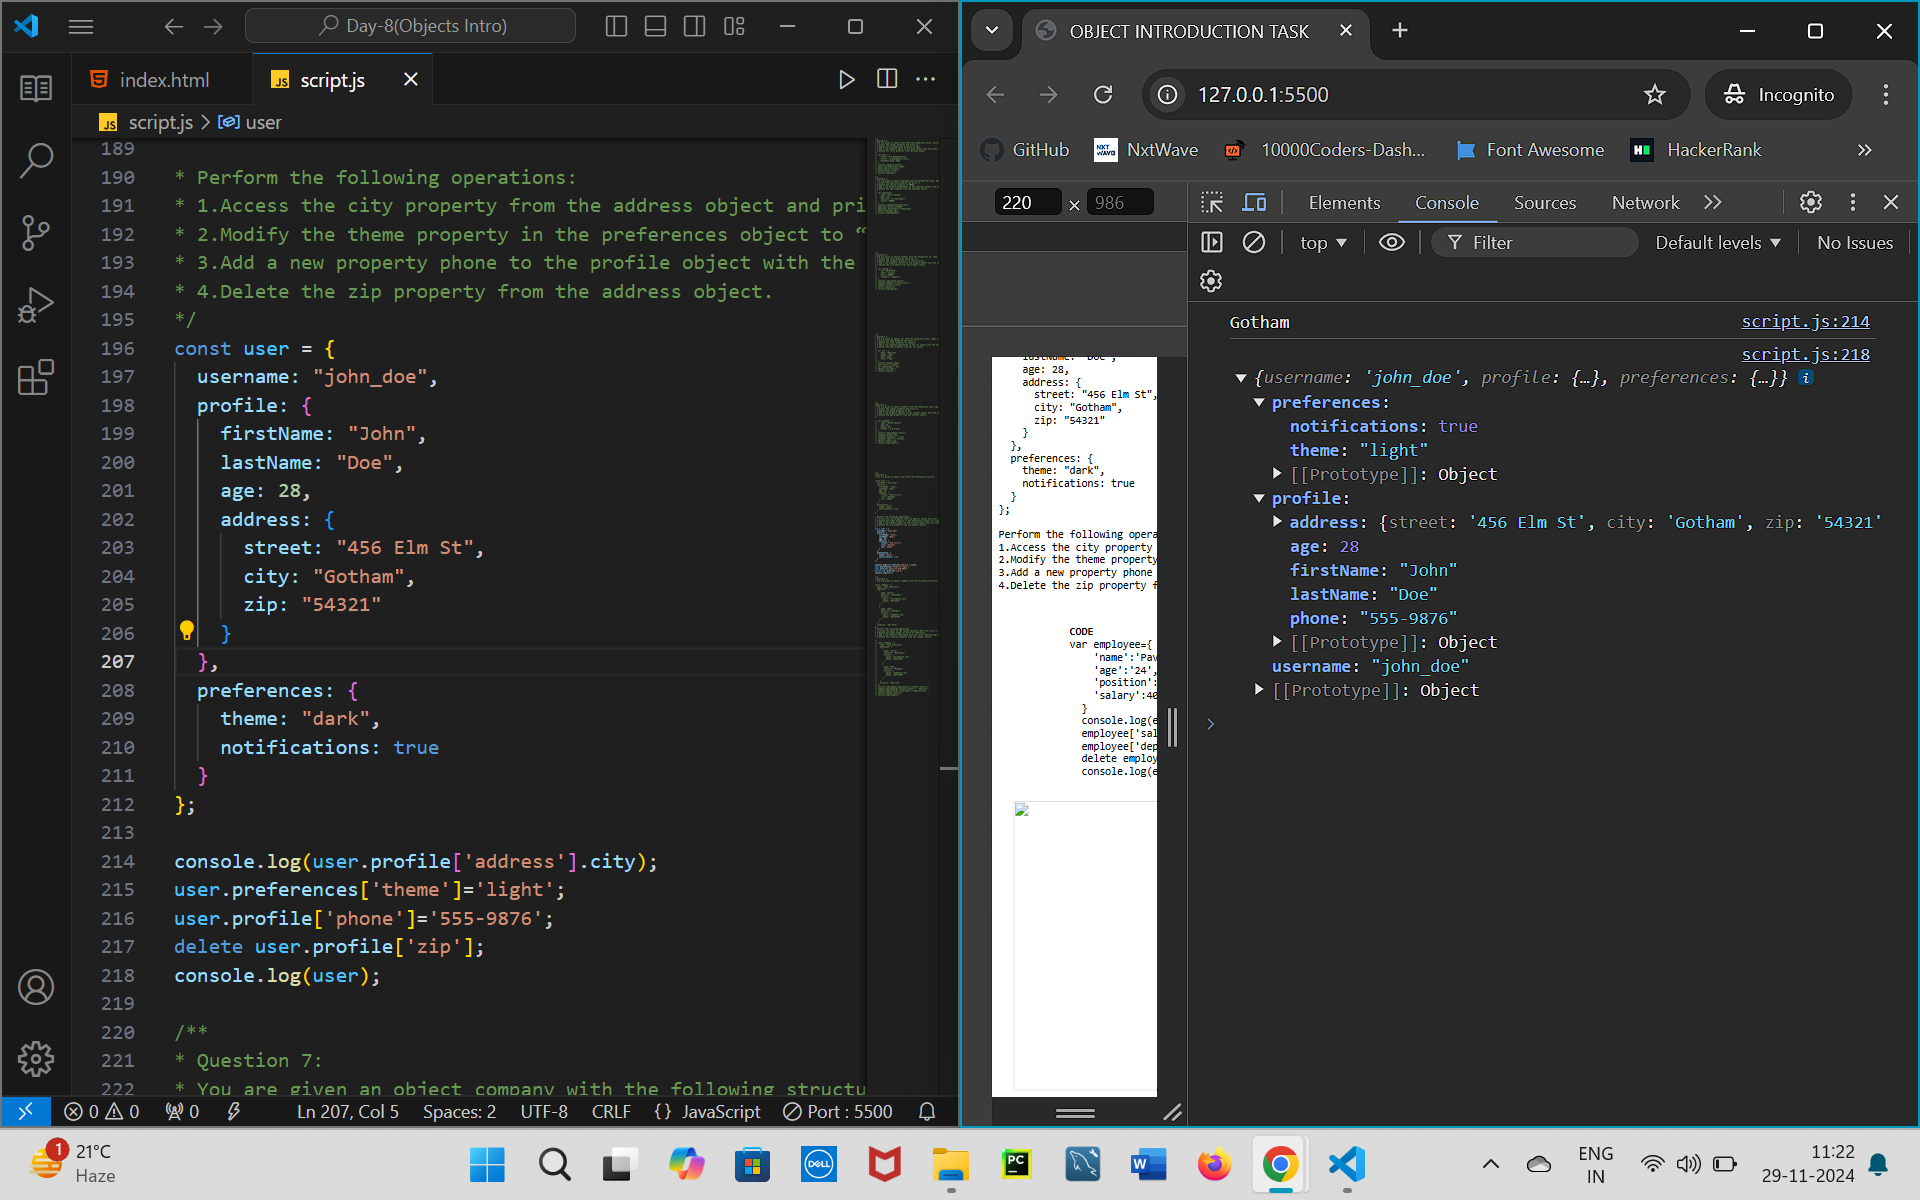 Day-8(Objects Intro)
index.html
script.js
script.js > user
189
190 * Perform the following operations:
191 * 1.Access the city property from the address object and pri
192 * 2.Modify the theme property in the preferences object to “
193 * 3.Add a new property phone to the profile object with the
194 * 4.Delete the zip property from the address object.
195 */
196 const user = {
197 username: "john_doe",
198 profile: {
199 firstName: "John",
200 lastName: "Doe",
201 age: 28,
202 address: {
203 street: "456 Elm St",
204 city: "Gotham",
205 zip: "54321"
206 }
207 },
208 preferences: {
209 theme: "dark",
210 notifications: true
211 }
212 };
213
214 console.log(user.profile['address'].city);
215 user.preferences['theme']='light';
216 user.profile['phone']='555-9876';
217 delete user.profile['zip'];
218 console.log(user);
219
220 /**
221 * Question 7:
222 * You are given an object company with the following structu
0 0 0 Ln 207, Col 5 Spaces: 2 UTF-8 CRLF {} JavaScript Port : 5500
OBJECT INTRODUCTION TASK
127.0.0.1:5500
Incognito
GitHub
NXT WAVE
NxtWave
10000Coders-Dash...
Font Awesome
HackerRank
220 × 986
Elements Console Sources Network
top Filter Default levels No Issues
lastName: "Doe",
age: 28,
address: {
street: "456 Elm St",
city: "Gotham",
zip: "54321"
}
},
preferences: {
theme: "dark",
notifications: true
}
};
Perform the following opera
1.Access the city property
2.Modify the theme property
3.Add a new property phone
4.Delete the zip property f
CODE
var employee={
'name':'Pav
'age':'24',
'position':
'salary':40
}
console.log(e
employee['sal
employee['dep
delete employ
console.log(e
Gotham script.js:214
script.js:218
{username: 'john_doe', profile: {…}, preferences: {…}}
preferences:
notifications: true
theme: "light"
[[Prototype]]: Object
profile:
address: {street: '456 Elm St', city: 'Gotham', zip: '54321'
age: 28
firstName: "John"
lastName: "Doe"
phone: "555-9876"
[[Prototype]]: Object
username: "john_doe"
[[Prototype]]: Object
1
21°C
Haze
DELL
PC
W
ENG
IN
11:22
29-11-2024